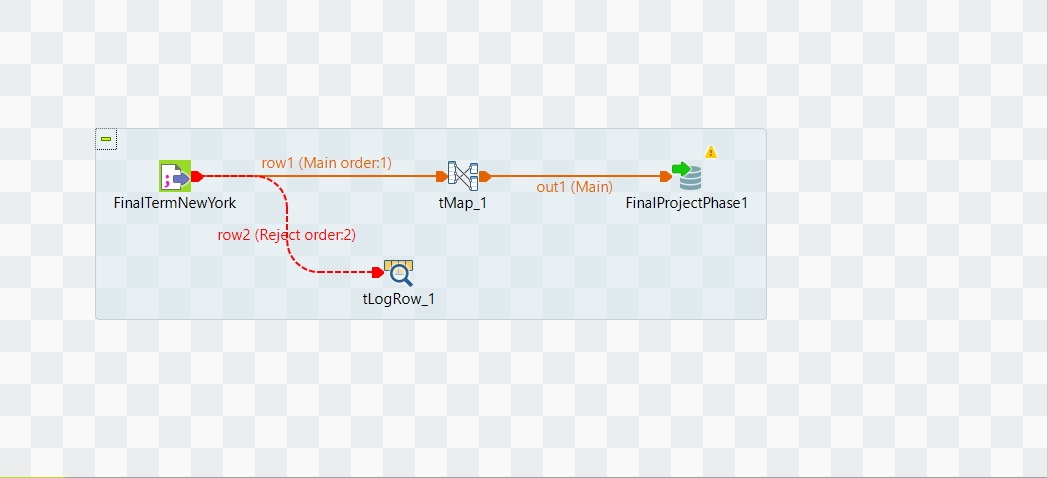 row1 (Main order:1)
out1 (Main)
FinalTermNewYork
tMap_1
FinalProjectPhase1
row2 (Reject order:2)
tLogRow_1